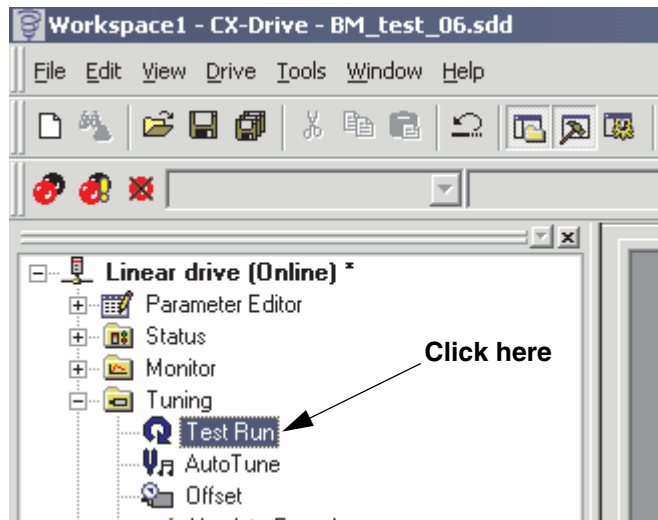 Workspace1 - CX-Drive - BM_test_06.sdd
File Edit View Drive Tools Window Help
Linear drive (Online) *
Parameter Editor
Status
Monitor
Click here
Tuning
Test Run
AutoTune
Offset